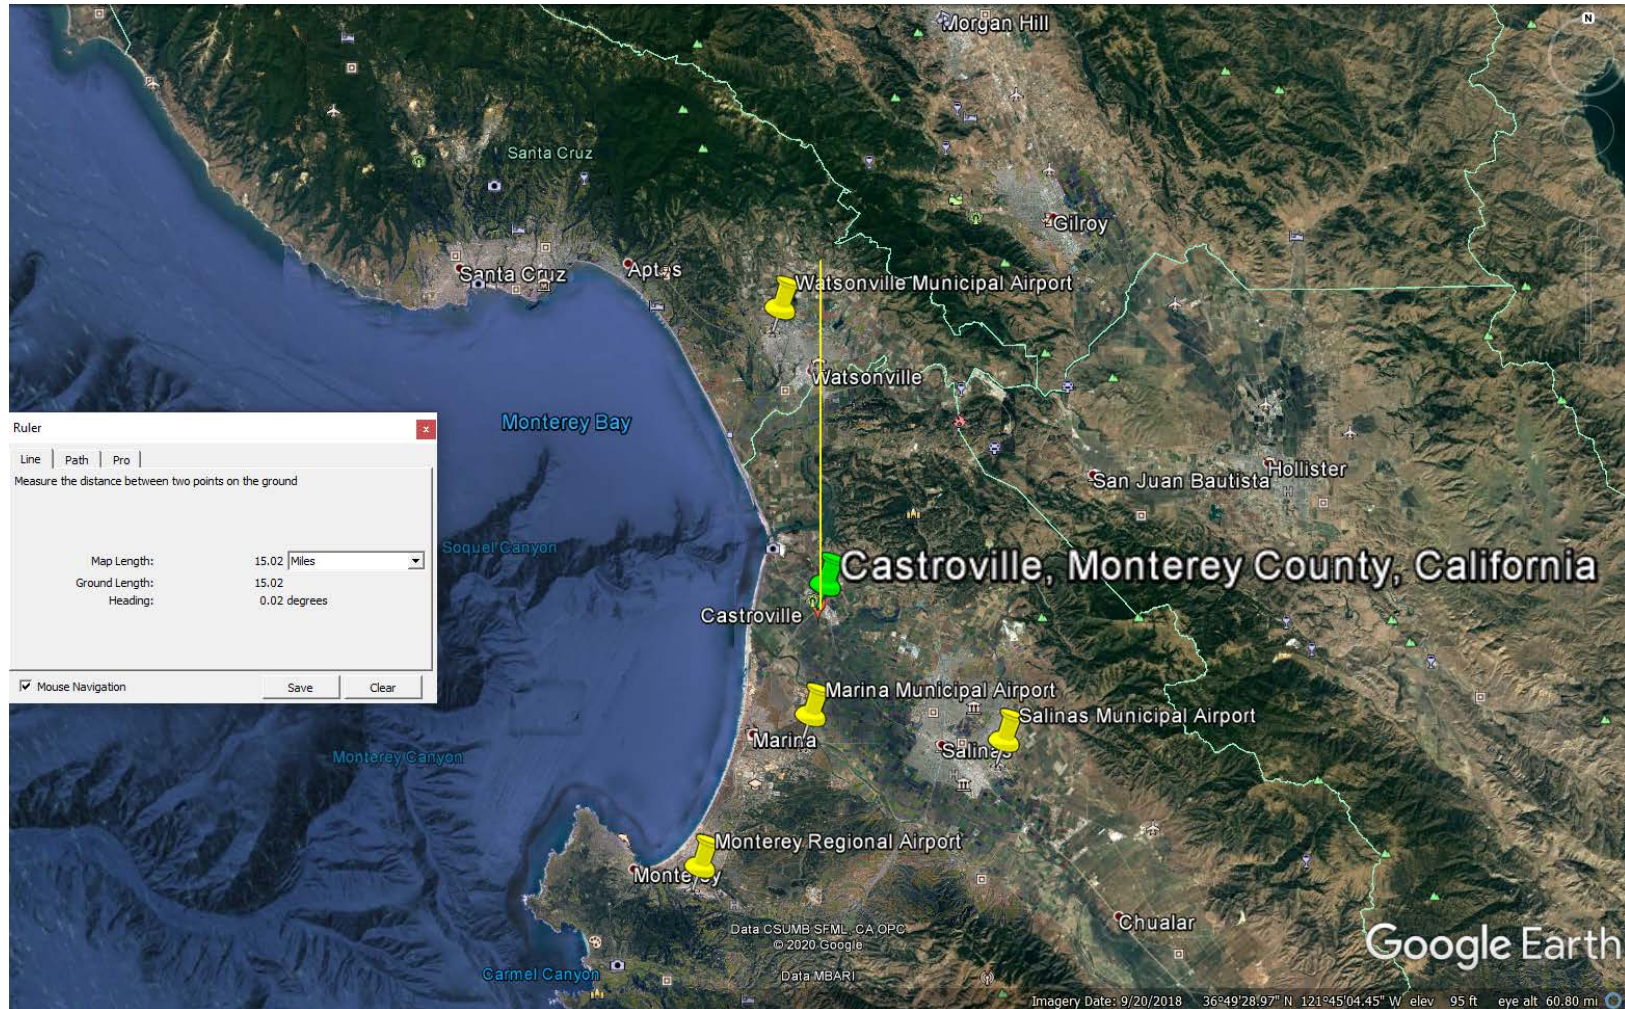 Morgan Hill
N
Santa Cruz
Gilroy
Santa Cruz
Aptos
Watsonville Municipal Airport
Watsonville
Monterey Bay
Ruler
x
Line Path Pro
Measure the distance between two points on the ground
Map Length: 15.02 Miles
Ground Length: 15.02
Heading: 0.02 degrees
Mouse Navigation Save Clear
Hollister
San Juan Bautista
Soquel Canyon
Castroville, Monterey County, California
Castroville
Marina Municipal Airport
Salinas Municipal Airport
Marina
Salinas
Monterey Canyon
Monterey Regional Airport
Monterey
Chualar
Data CSUMB SFML, CA OPC
© 2020 Google
Google Earth
Carmel Canyon
Data MBARI
Imagery Date: 9/20/2018 36°49'28.97" N 121°45'04.45" W elev 95 ft eye alt 60.80 mi